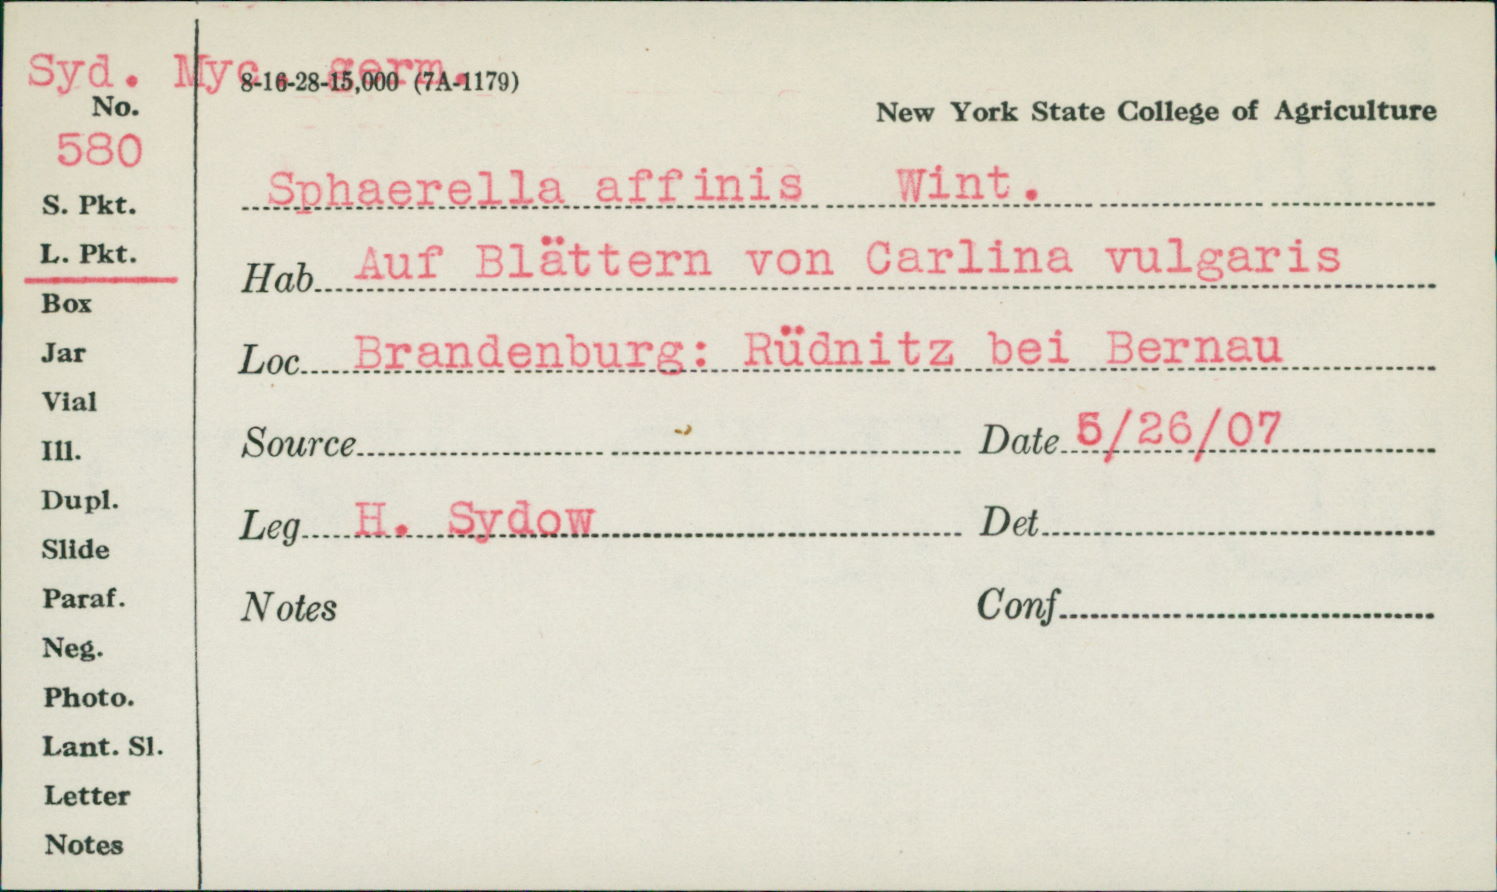 Syd. Myc. germ.
8-16-28-15,000 (7A-1179)
No.
New York State College of Agriculture
580
Sphaerella affinis Wint.
S. Pkt.
L. Pkt.
Hab. Auf Blättern von Carlina vulgaris
Box
Jar
Loc. Brandenburg: Rüdnitz bei Bernau
Vial
Source Date /26/07
Ill.
Dupl.
Leg. H. Sydow Det.
Slide
Paraf.
Notes Conf.
Neg.
Photo.
Lant. Sl.
Letter
Notes